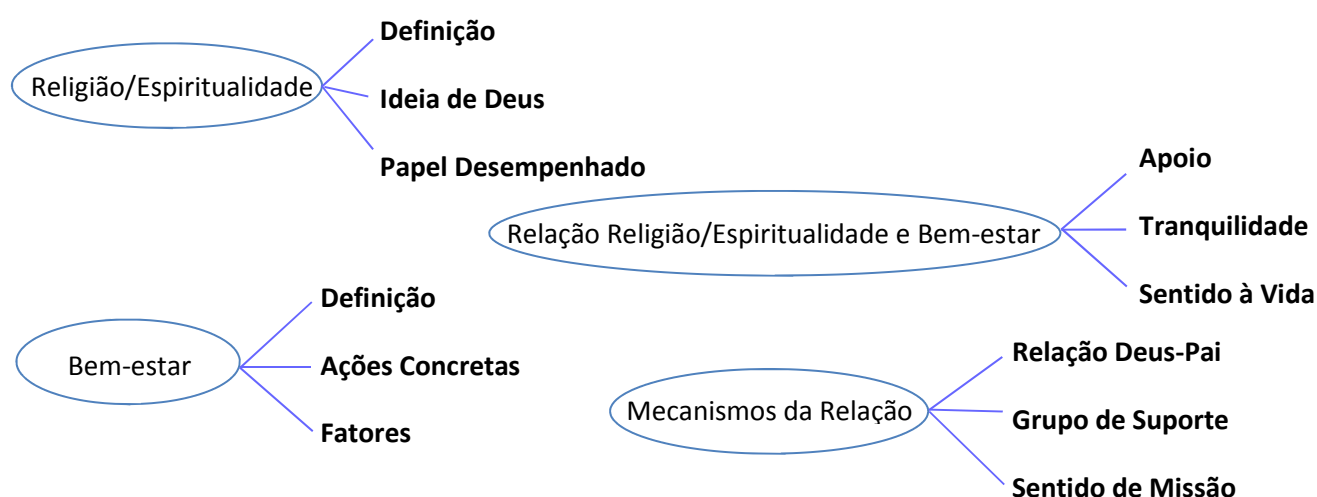 Definição
Religião/Espiritualidade
Ideia de Deus
Papel Desempenhado
Apoio
Relação Religião/Espiritualidade e Bem-estar
Tranquilidade
Sentido à Vida
Definição
Bem-estar
Ações Concretas
Fatores
Relação Deus-Pai
Mecanismos da Relação
Grupo de Suporte
Sentido de Missão